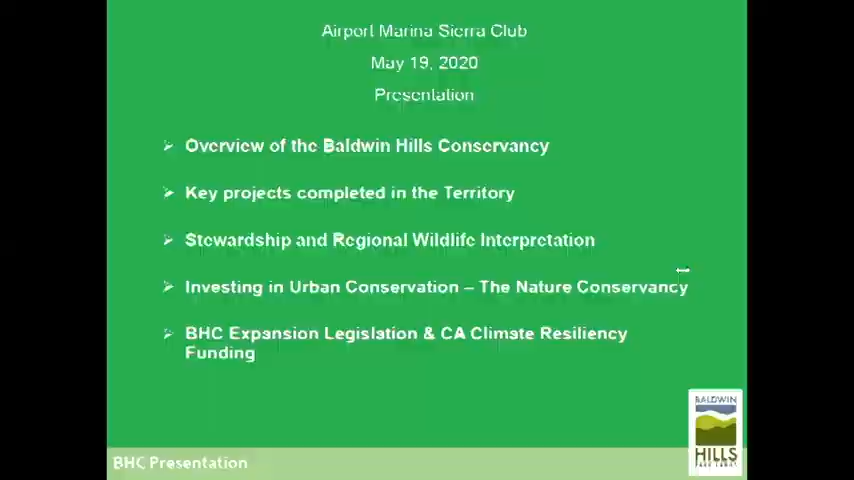 Airport Marina Sierra Club
May 19, 2020
Presentation
Overview of the Baldwin Hills Conservancy
Key projects completed in the Territory
Stewardship and Regional Wildlife Interpretation
Investing in Urban Conservation – The Nature Conservancy
BHC Expansion Legislation & CA Climate Resiliency
Funding
BALDWIN
HILLS
BHC Presentation